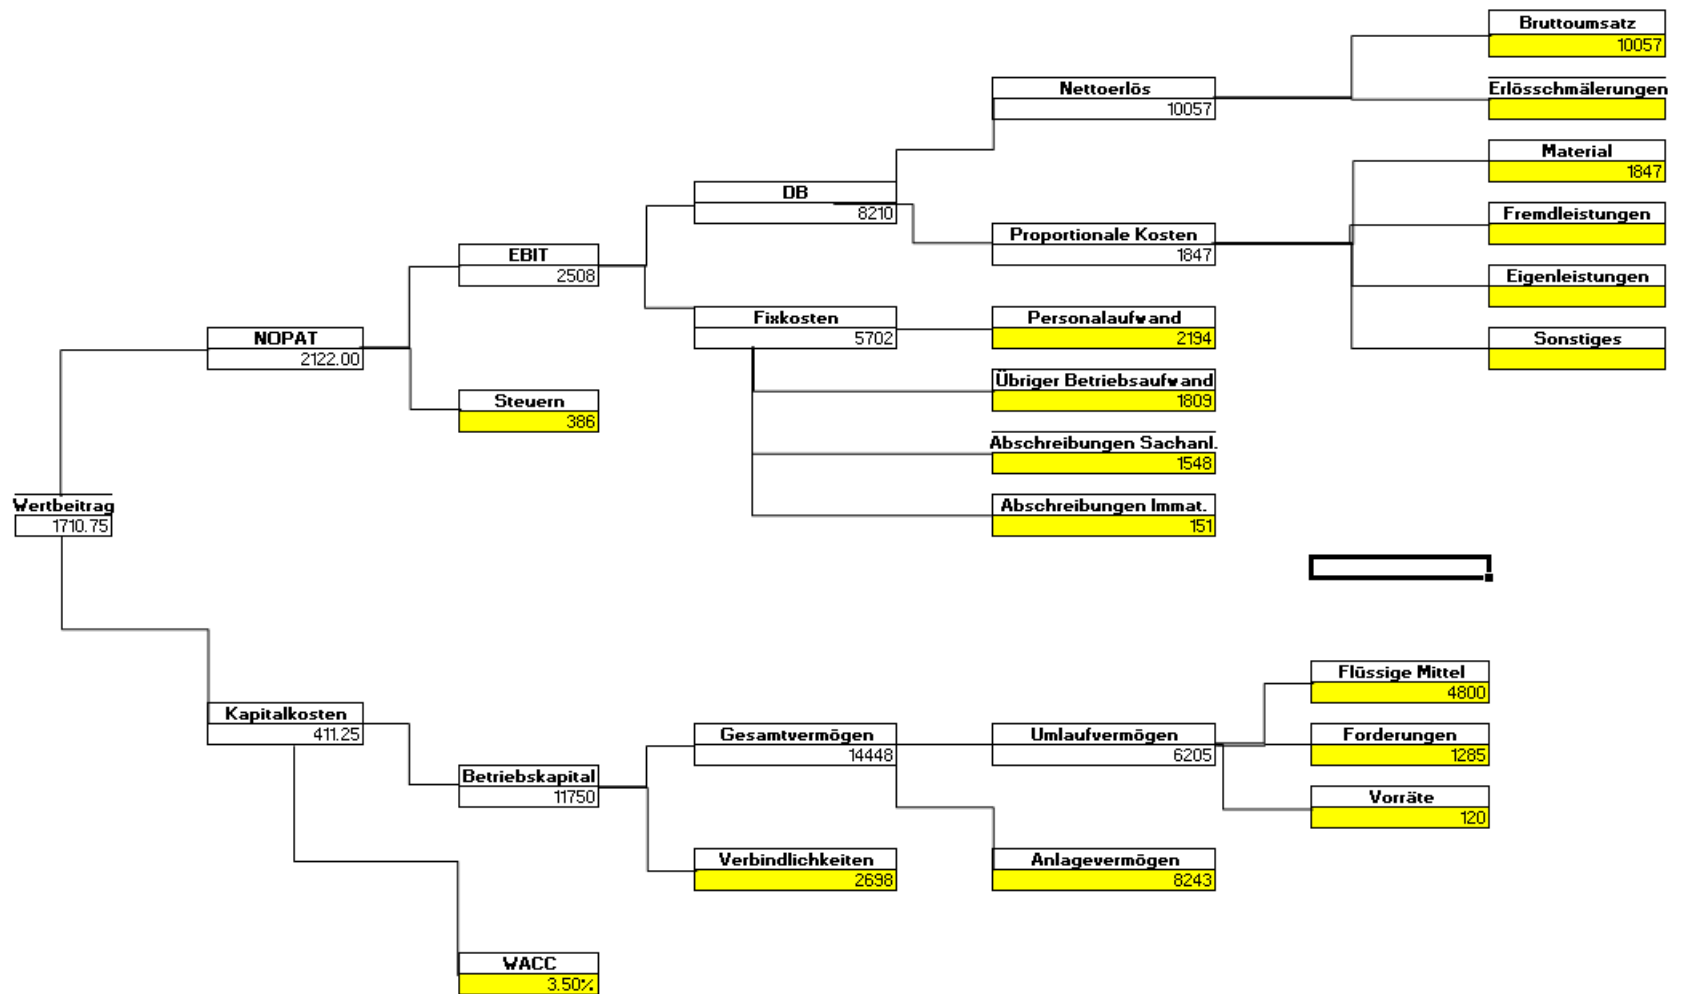 Bruttoumsatz
10057
Erlösschmälerungen
Nettoerlös
10057
Material
1847
DB
8210
Fremdleistungen
Proportionale Kosten
1847
EBIT
2508
Eigenleistungen
Fixkosten
5702
Personalaufwand
2194
Sonstiges
NOPAT
2122.00
Übriger Betriebsaufwand
1809
Steuern
386
Abschreibungen Sachanl.
1548
Wertbeitrag
1710.75
Abschreibungen Immat.
151
Flüssige Mittel
4800
Kapitalkosten
411.25
Gesamtvermögen
14448
Umlaufvermögen
6205
Forderungen
1285
Betriebskapital
11750
Vorräte
120
Verbindlichkeiten
2698
Anlagevermögen
8243
WACC
3.50%